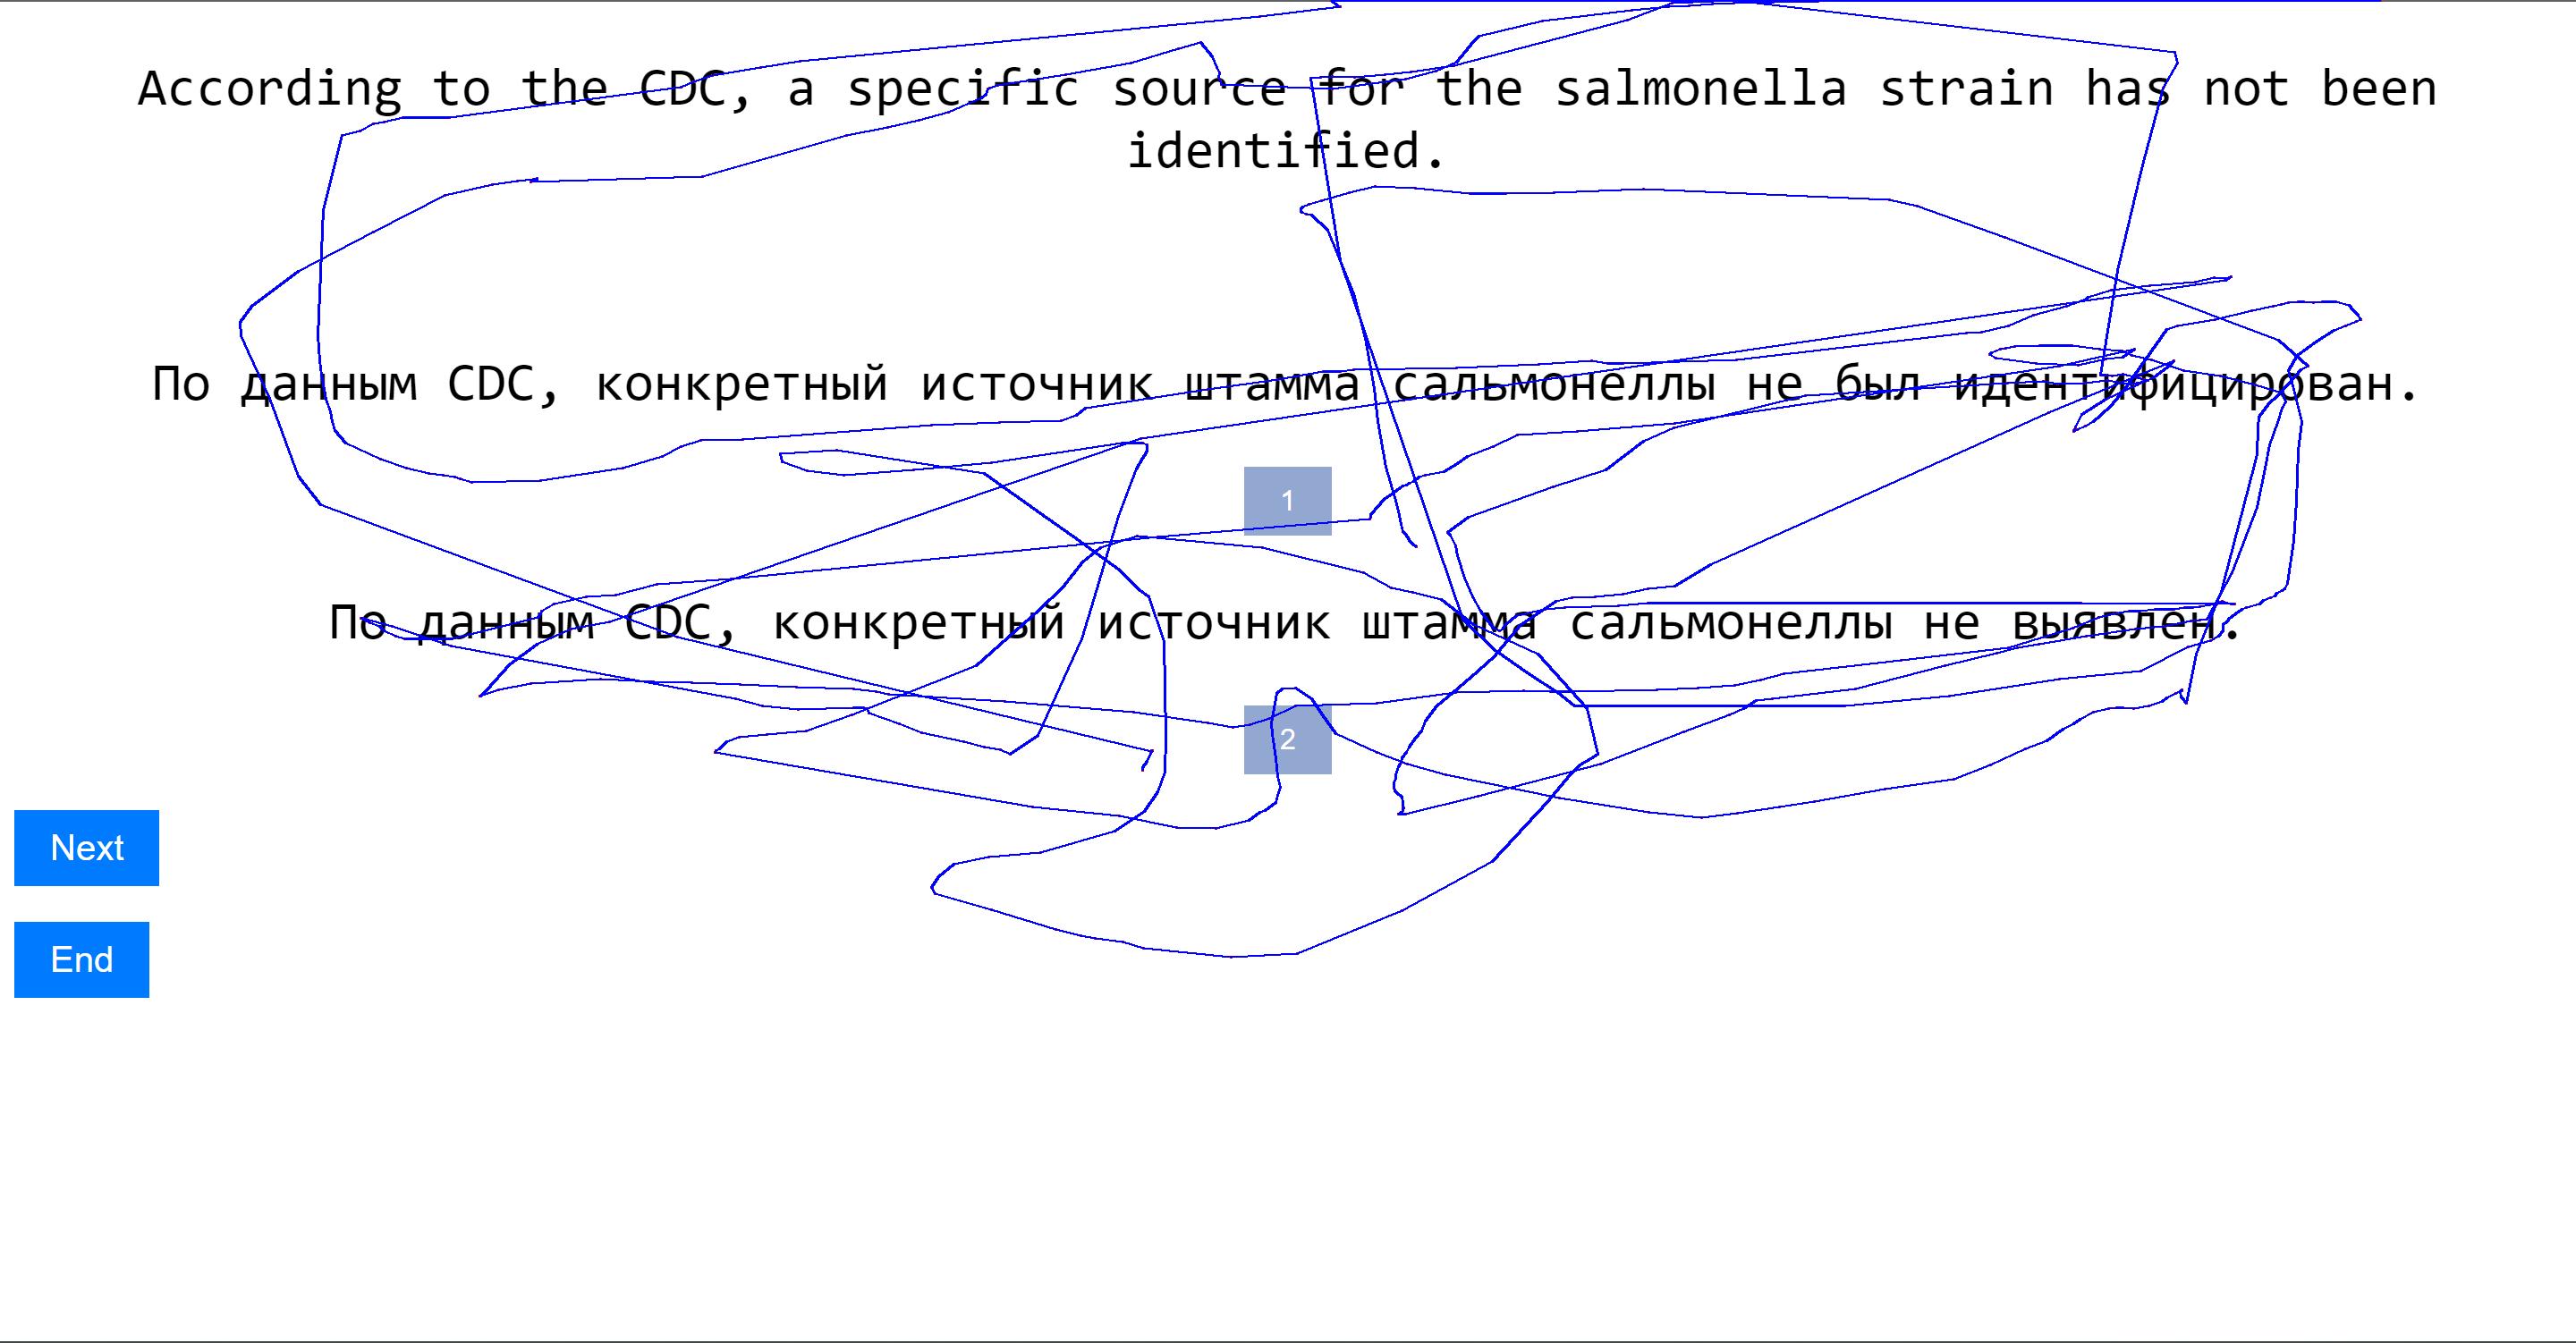 According to the CDC, a specific source for the salmonella strain has not been
identified.
По данным CDC, конкретный источник штамма сальмонеллы не был идентифицирован.
1
По данным CDC, конкретный источник штамма сальмонеллы не выявлен.
2
Next
End